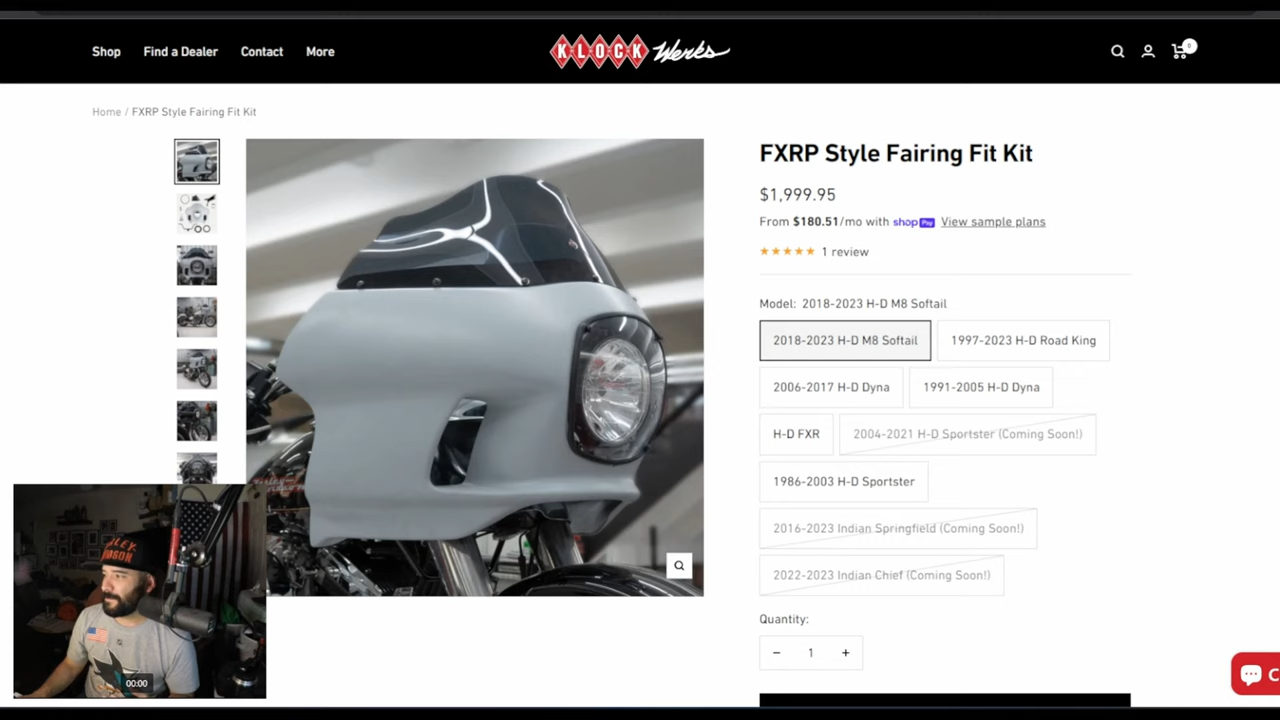 Shop
Find a Dealer
Contact
More
KLOCK Werks
0
Home / FXRP Style Fairing Fit Kit
FXRP Style Fairing Fit Kit
$1,999.95
From $180.51/mo with shop Pay View sample plans
★★★★★ 1 review
Model: 2018-2023 H-D M8 Softail
2018-2023 H-D M8 Softail
1997-2023 H-D Road King
2006-2017 H-D Dyna
1991-2005 H-D Dyna
H-D FXR
2004-2021 H-D Sportster (Coming Soon!)
1986-2003 H-D Sportster
2016-2023 Indian Springfield (Coming Soon!)
2022-2023 Indian Chief (Coming Soon!)
Quantity:
− 1 +
C
00:00